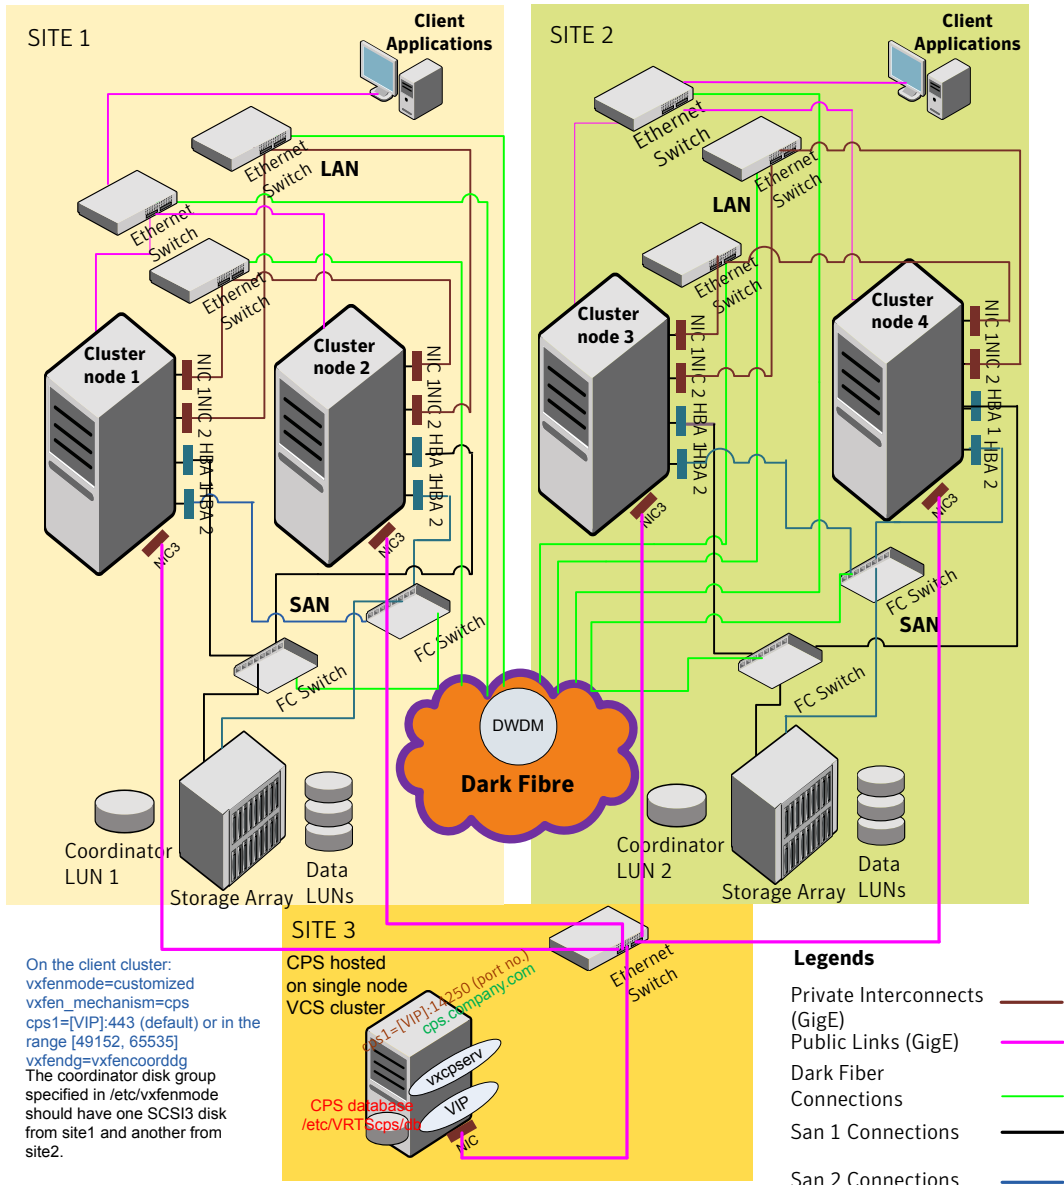 SITE 1
Client
Applications
Ethernet
Switch
LAN
Ethernet
Switch
Ethernet
Switch
Cluster
node 1
Cluster
node 2
NIC 1
NIC 2
HBA 1
HBA 2
NIC3
NIC 1
NIC 2
HBA 1
HBA 2
NIC3
SAN
FC Switch
FC Switch
Coordinator
LUN 1
Storage Array
Data
LUNs
SITE 2
Client
Applications
Ethernet
Switch
Ethernet
Switch
LAN
Ethernet
Switch
Cluster
node 3
Cluster
node 4
NIC 1
NIC 2
HBA 1
HBA 2
NIC3
NIC 1
NIC 2
HBA 1
HBA 2
NIC3
FC Switch
SAN
FC Switch
Coordinator
LUN 2
Storage Array
Data
LUNs
DWDM
Dark Fibre
SITE 3
CPS hosted
on single node
VCS cluster
Ethernet
Switch
cps1=[VIP]:14250 (port no.)
cps.company.com
vxcpserv
VIP
CPS database
/etc/VRTScps/db
NIC
On the client cluster:
vxfenmode=customized
vxfen_mechanism=cps
cps1=[VIP]:443 (default) or in the
range [49152, 65535]
vxfendg=vxfencoorddg
The coordinator disk group
specified in /etc/vxfenmode
should have one SCSI3 disk
from site1 and another from
site2.
Legends
Private Interconnects
(GigE)
Public Links (GigE)
Dark Fiber
Connections
San 1 Connections
San 2 Connections